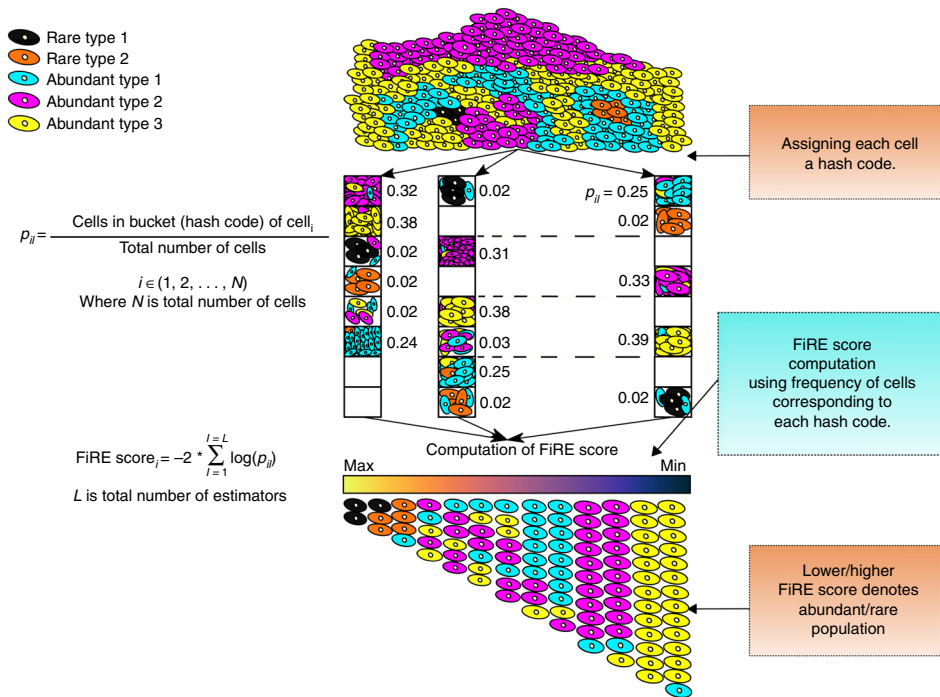 Rare type 1
Rare type 2
Abundant type 1
Abundant type 2
Abundant type 3
Assigning each cell
a hash code.
p_il = Cells in bucket (hash code) of cell_i
Total number of cells
i ∈ (1, 2, . . . , N)
Where N is total number of cells
0.32
0.38
0.02
0.02
0.02
0.24
0.02
0.31
0.38
0.03
0.25
0.02
p_il = 0.25
0.02
0.33
0.39
0.02
FiRE score
computation
using frequency of cells
corresponding to
each hash code.
Computation of FiRE score
FiRE score_i = –2 * ∑ log(p_il)
l = L
l = 1
L is total number of estimators
Max
Min
Lower/higher
FiRE score denotes
abundant/rare
population